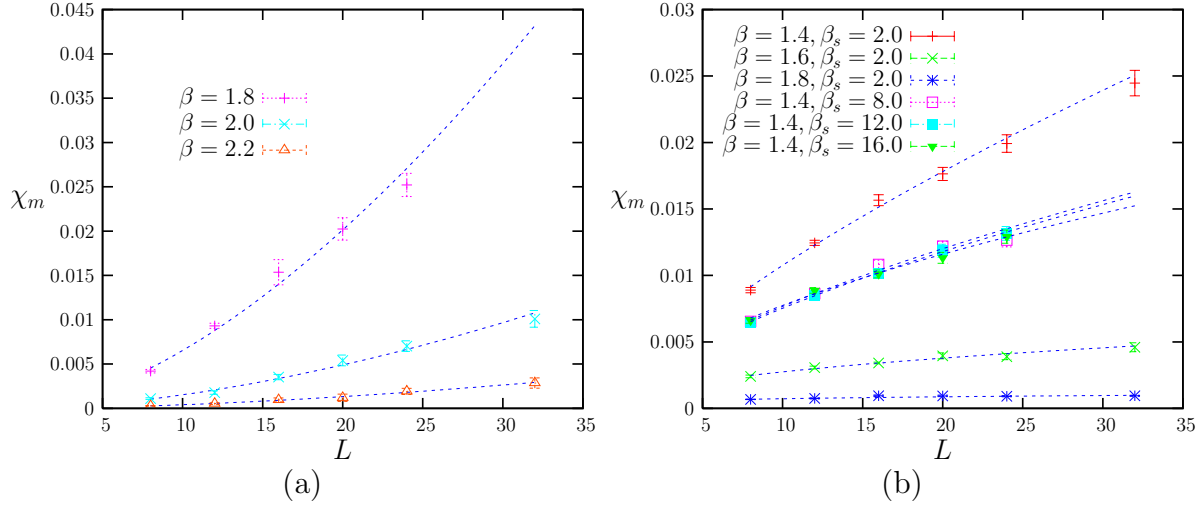 0.045
0.04
0.035
0.03
0.025
0.02
0.015
0.01
0.005
0
χm
β = 1.8
β = 2.0
β = 2.2
5 10 15 20 25 30 35
L
(a)
0.03
0.025
0.02
0.015
0.01
0.005
0
χm
β = 1.4, βs = 2.0
β = 1.6, βs = 2.0
β = 1.8, βs = 2.0
β = 1.4, βs = 8.0
β = 1.4, βs = 12.0
β = 1.4, βs = 16.0
5 10 15 20 25 30 35
L
(b)